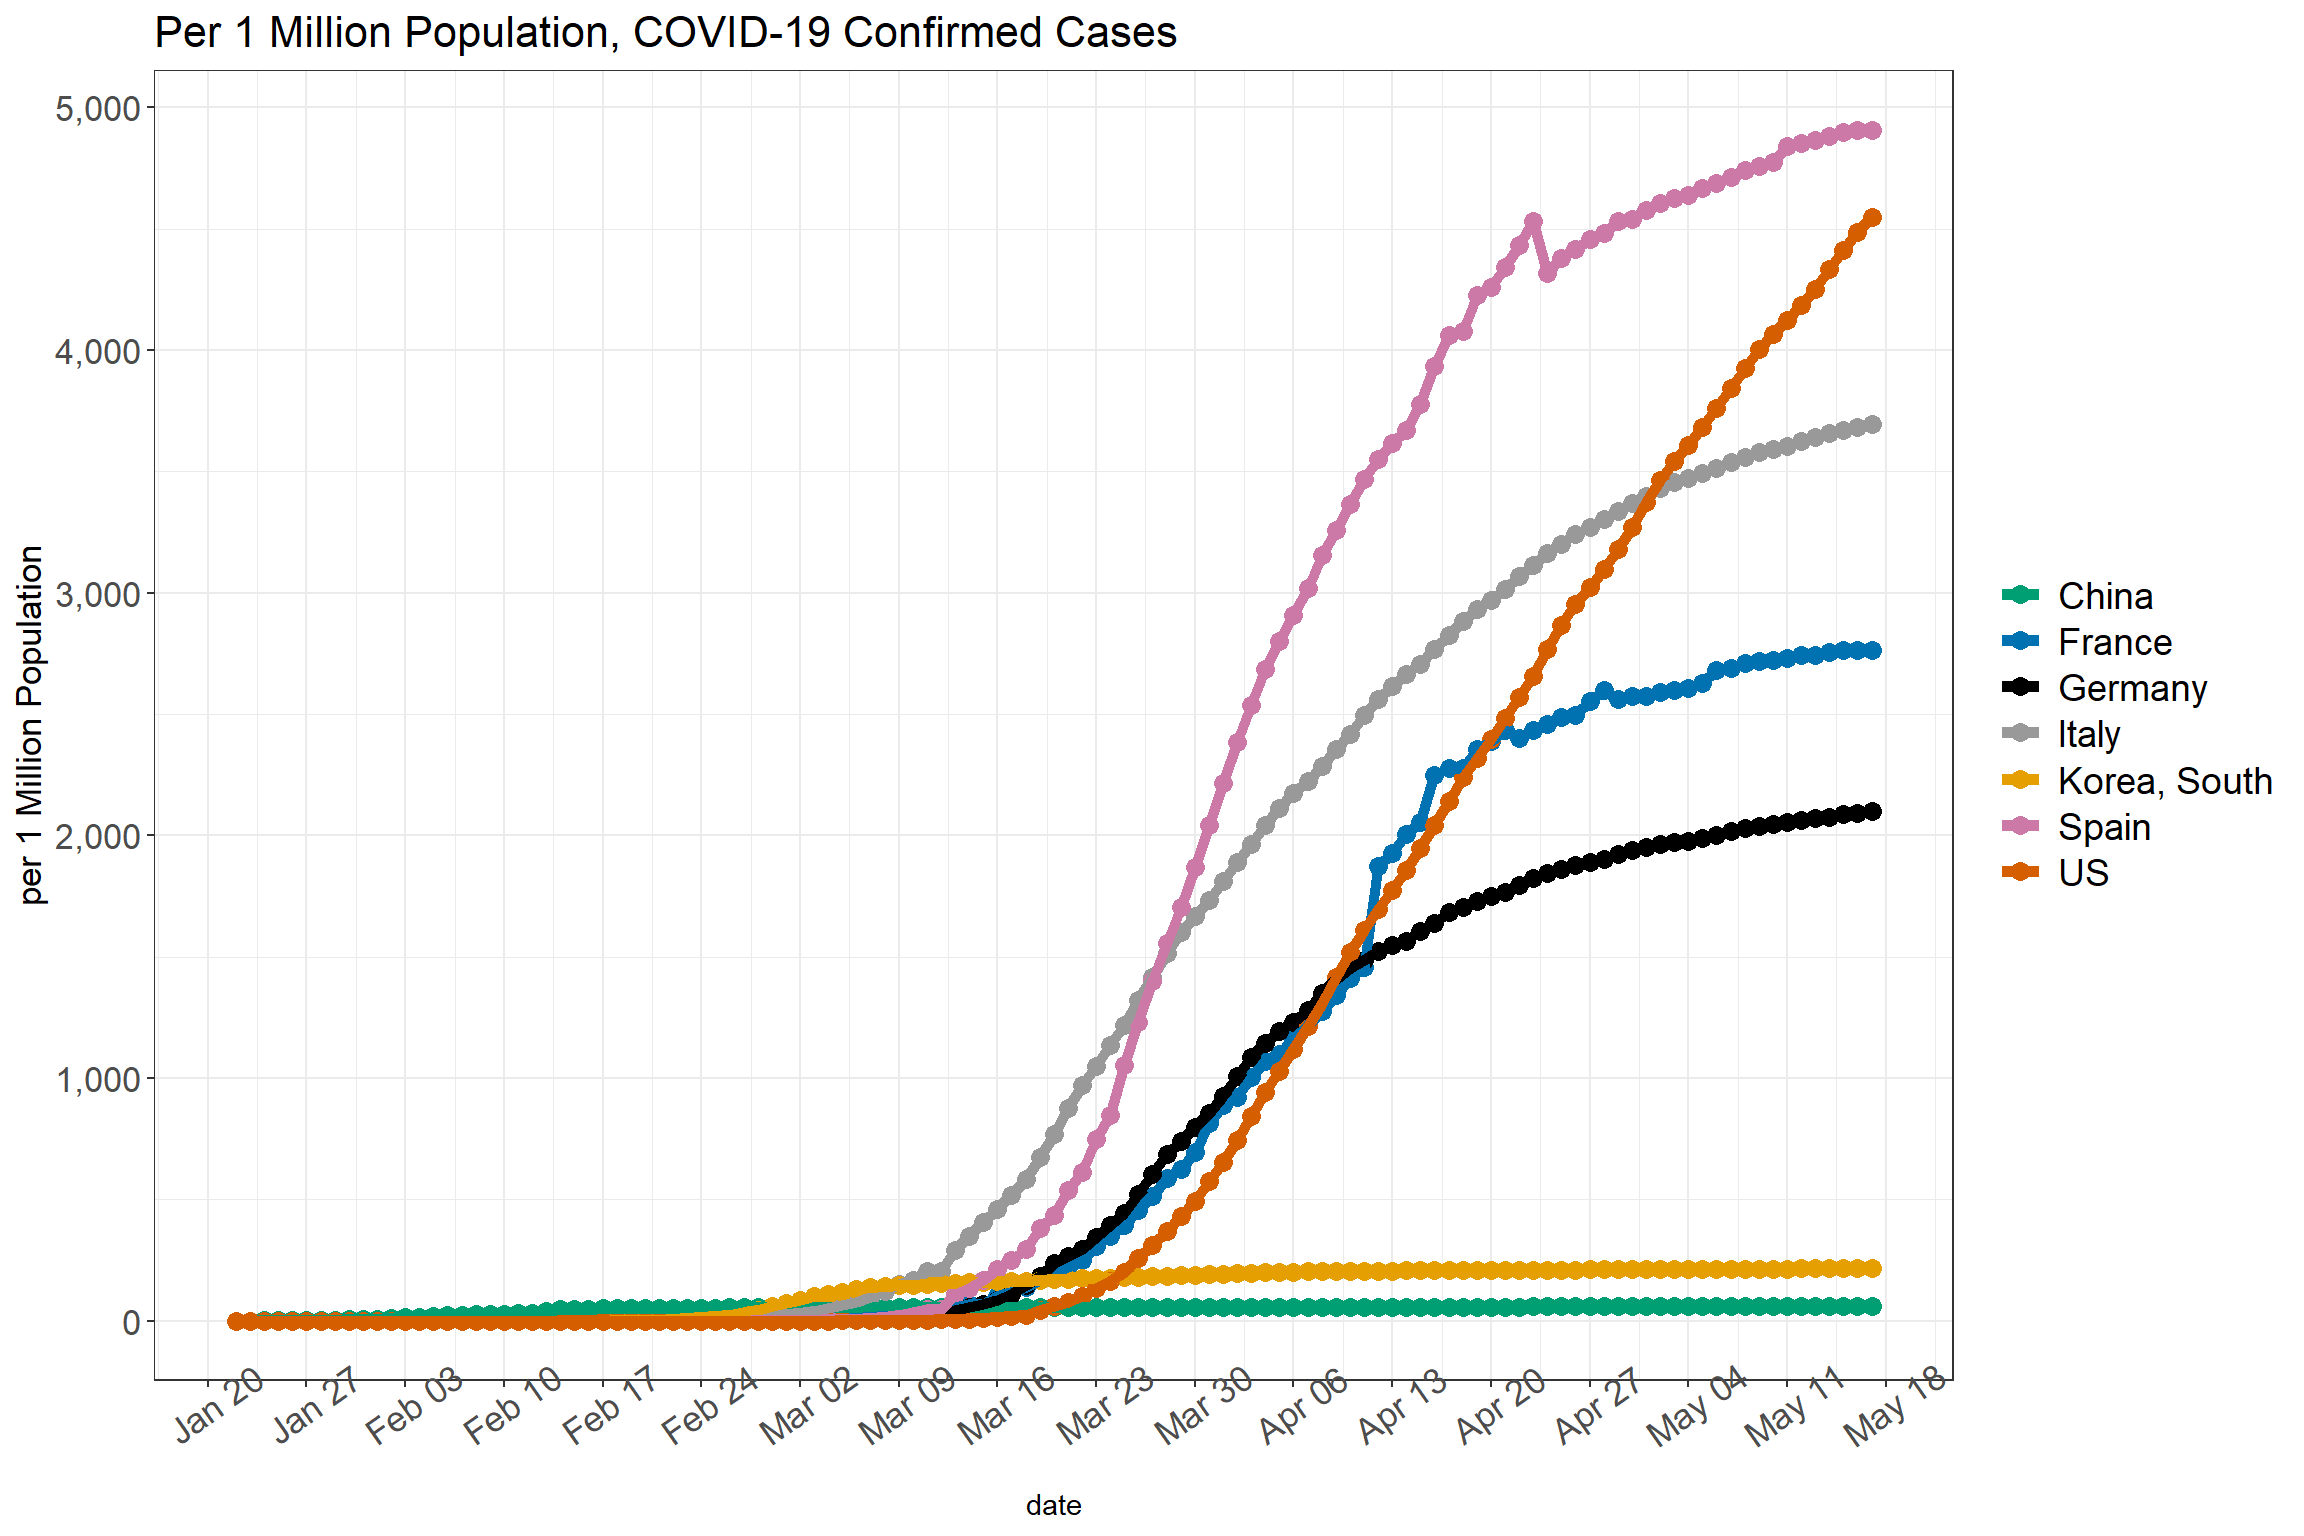 Per 1 Million Population, COVID-19 Confirmed Cases
per 1 Million Population
5,000
4,000
3,000
2,000
1,000
0
Jan 20
Jan 27
Feb 03
Feb 10
Feb 17
Feb 24
Mar 02
Mar 09
Mar 16
Mar 23
Mar 30
Apr 06
Apr 13
Apr 20
Apr 27
May 04
May 11
May 18
date
China
France
Germany
Italy
Korea, South
Spain
US